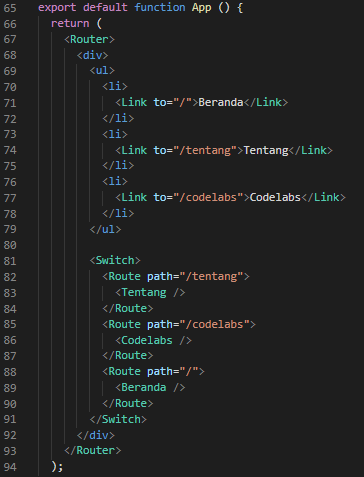 65 export default function App () {
66   return (
67     <Router>
68       <div>
69         <ul>
70           <li>
71             <Link to="/">Beranda</Link>
72           </li>
73           <li>
74             <Link to="/tentang">Tentang</Link>
75           </li>
76           <li>
77             <Link to="/codelabs">Codelabs</Link>
78           </li>
79         </ul>
80
81         <Switch>
82           <Route path="/tentang">
83             <Tentang />
84           </Route>
85           <Route path="/codelabs">
86             <Codelabs />
87           </Route>
88           <Route path="/">
89             <Beranda />
90           </Route>
91         </Switch>
92       </div>
93     </Router>
94   );